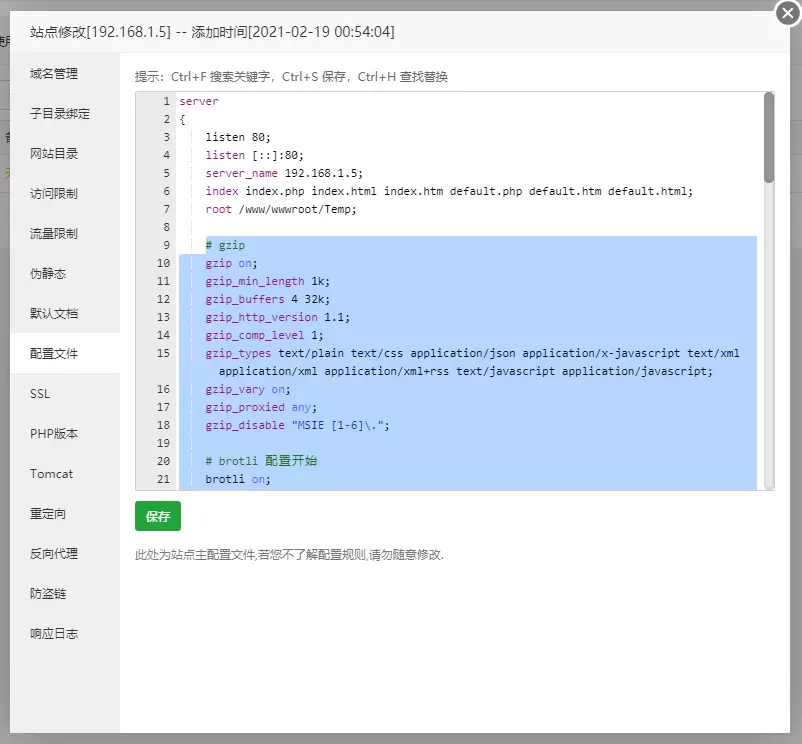 站点修改[192.168.1.5] -- 添加时间[2021-02-19 00:54:04]
域名管理
子目录绑定
网站目录
访问限制
流量限制
伪静态
默认文档
配置文件
SSL
PHP版本
Tomcat
重定向
反向代理
防盗链
响应日志
提示：Ctrl+F 搜索关键字，Ctrl+S 保存，Ctrl+H 查找替换
1 server
2 {
3 listen 80;
4 listen [::]:80;
5 server_name 192.168.1.5;
6 index index.php index.html index.htm default.php default.htm default.html;
7 root /www/wwwroot/Temp;
8
9 # gzip
10 gzip on;
11 gzip_min_length 1k;
12 gzip_buffers 4 32k;
13 gzip_http_version 1.1;
14 gzip_comp_level 1;
15 gzip_types text/plain text/css application/json application/x-javascript text/xml
application/xml application/xml+rss text/javascript application/javascript;
16 gzip_vary on;
17 gzip_proxied any;
18 gzip_disable "MSIE [1-6]\.";
19
20 # brotli 配置开始
21 brotli on;
保存
此处为站点主配置文件,若您不了解配置规则,请勿随意修改.